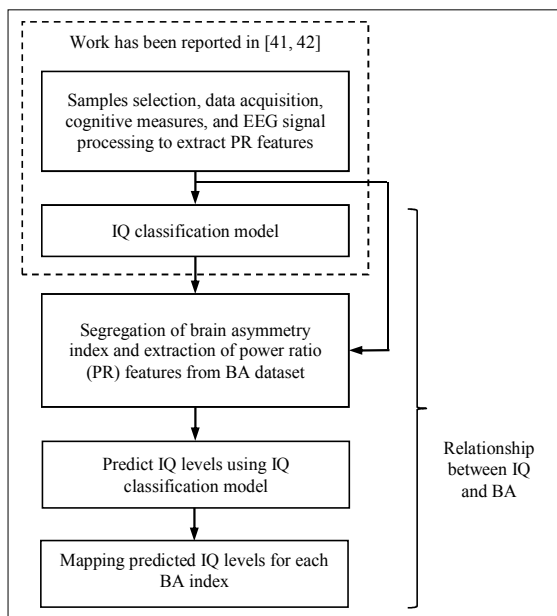 Work has been reported in [41, 42]
Samples selection, data acquisition,
cognitive measures, and EEG signal
processing to extract PR features
IQ classification model
Segregation of brain asymmetry
index and extraction of power ratio
(PR) features from BA dataset
Predict IQ levels using IQ
classification model
Mapping predicted IQ levels for each
BA index
Relationship
between IQ
and BA